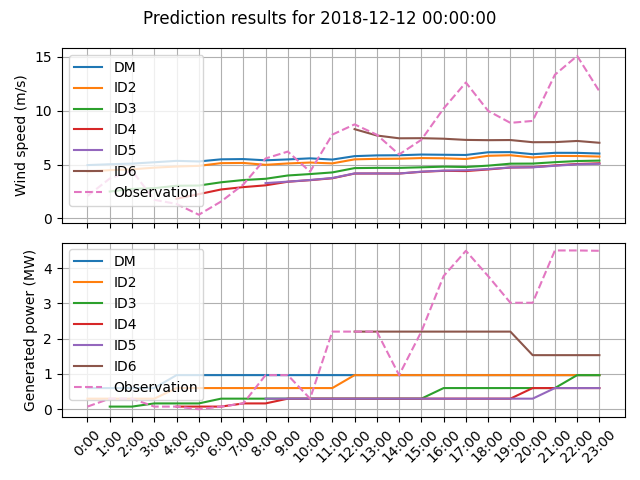 Prediction results for 2018-12-12 00:00:00
Wind speed (m/s)
15
10
5
0
DM
ID2
ID3
ID4
ID5
ID6
Observation
Generated power (MW)
4
3
2
1
0
DM
ID2
ID3
ID4
ID5
ID6
Observation
0:00 1:00 2:00 3:00 4:00 5:00 6:00 7:00 8:00 9:00 10:00 11:00 12:00 13:00 14:00 15:00 16:00 17:00 18:00 19:00 20:00 21:00 22:00 23:00